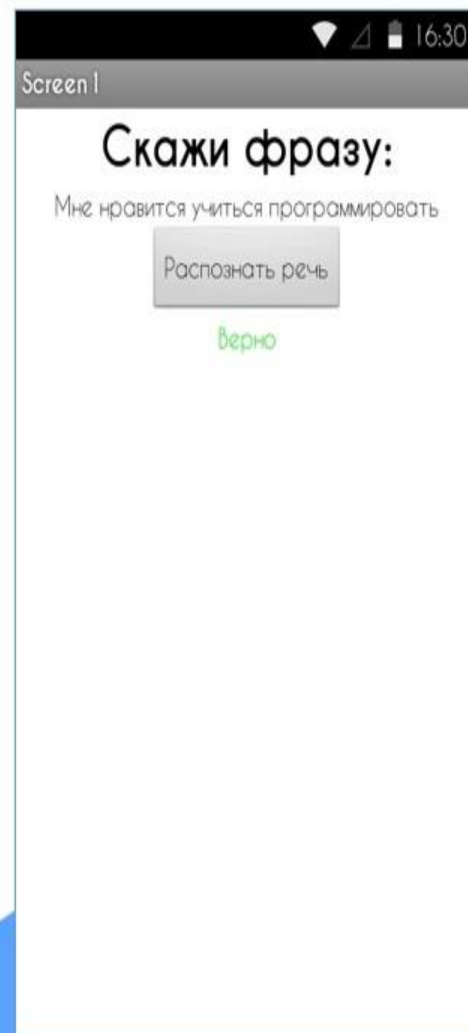 16:30
Screen1
Скажи фразу:
Мне нравится учиться программировать
Распознать речь
Верно